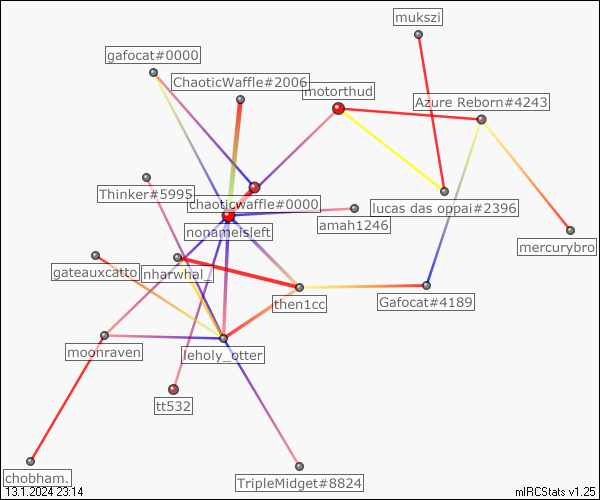 mukszi
gafocat#0000
ChaoticWaffle#2006
motorthud
Azure Reborn#4243
Thinker#5995
chaoticwaffle#0000
lucas das oppai#2396
nonameisleft
amah1246
mercurybro
gateauxcatto
nharwhal_
then1cc
Gafocat#4189
moonraven
leholy_otter
tt532
chobham.
TripleMidget#8824
13.1.2024 23:14
mIRCStats v1.25